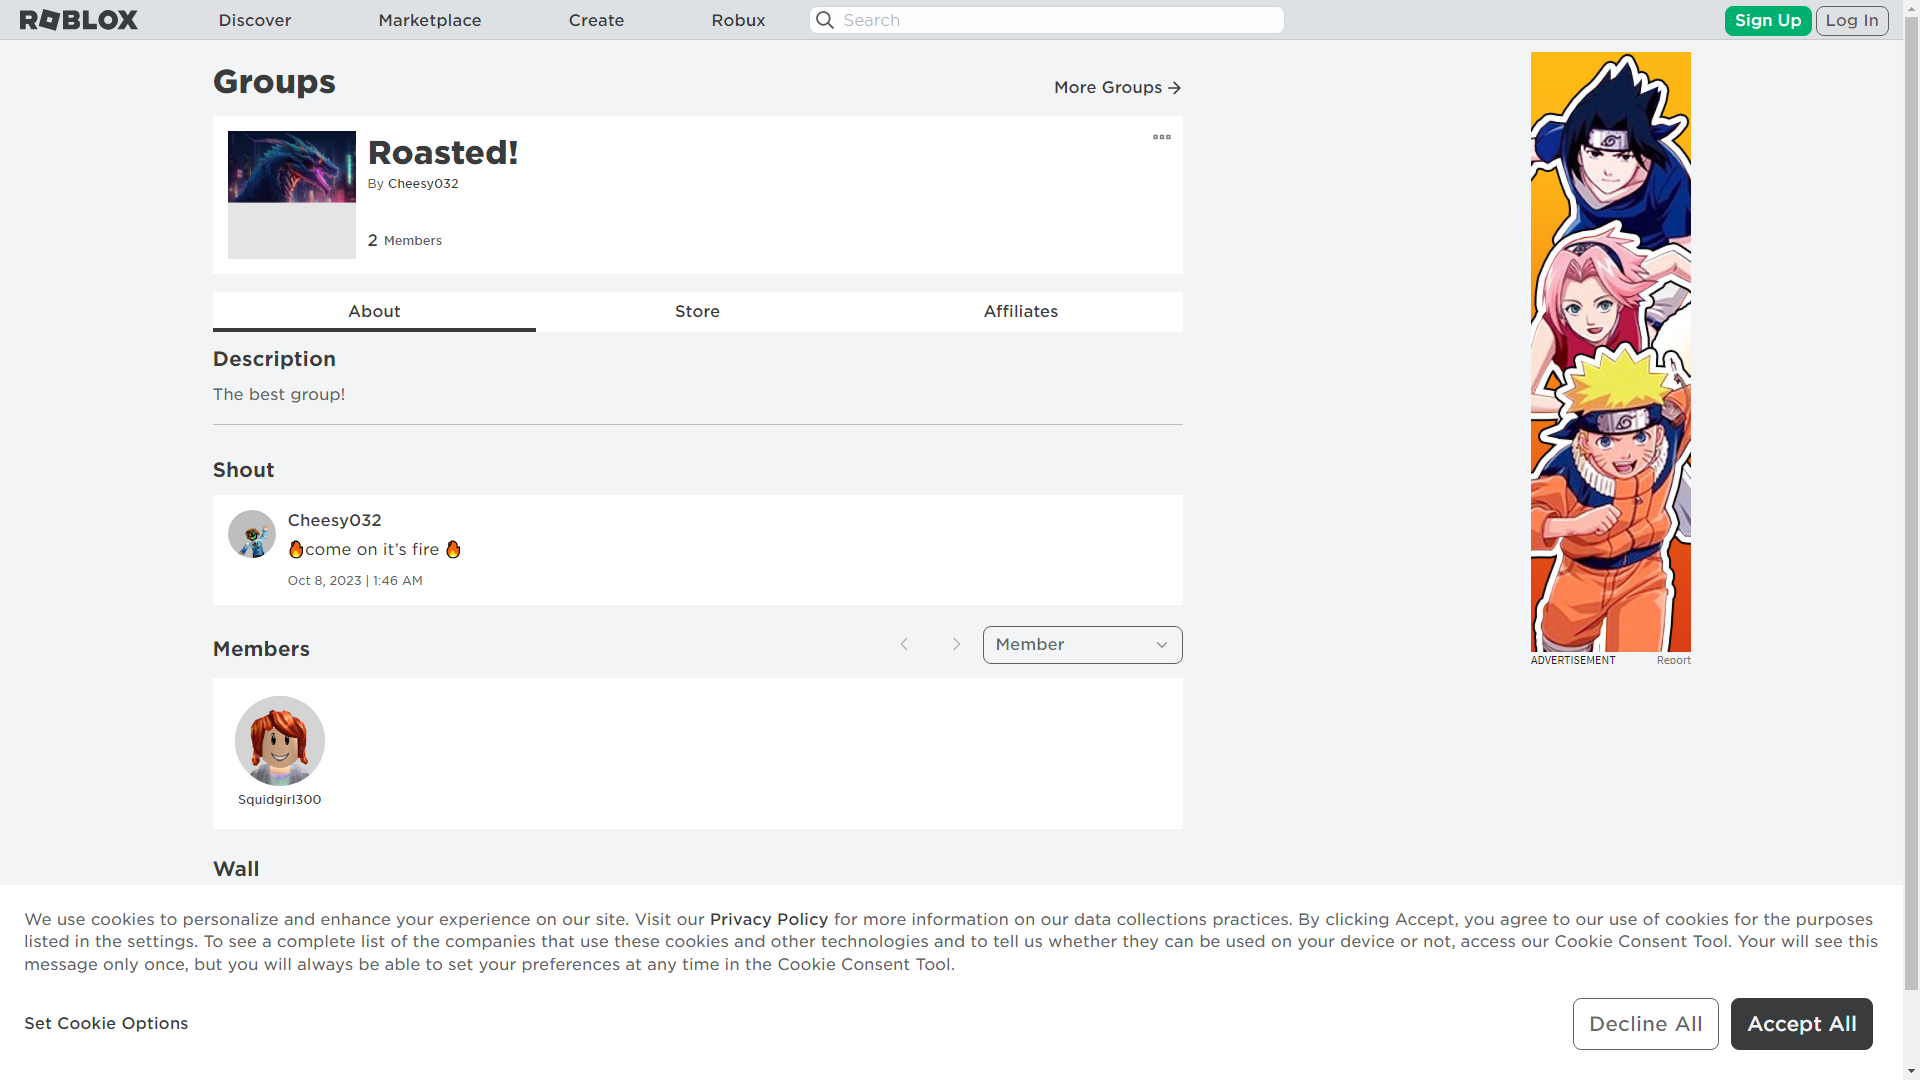 ROBLOX
Discover
Marketplace
Create
Robux
Search
Sign Up
Log In
Groups
More Groups
Roasted!
By Cheesy032
2 Members
About
Store
Affiliates
Description
The best group!
Shout
Cheesy032
🔥come on it’s fire 🔥
Oct 8, 2023 | 1:46 AM
Members
Member
Squidgirl300
Wall
ADVERTISEMENT
Report
We use cookies to personalize and enhance your experience on our site. Visit our Privacy Policy for more information on our data collections practices. By clicking Accept, you agree to our use of cookies for the purposes
listed in the settings. To see a complete list of the companies that use these cookies and other technologies and to tell us whether they can be used on your device or not, access our Cookie Consent Tool. Your will see this
message only once, but you will always be able to set your preferences at any time in the Cookie Consent Tool.
Set Cookie Options
Decline All
Accept All